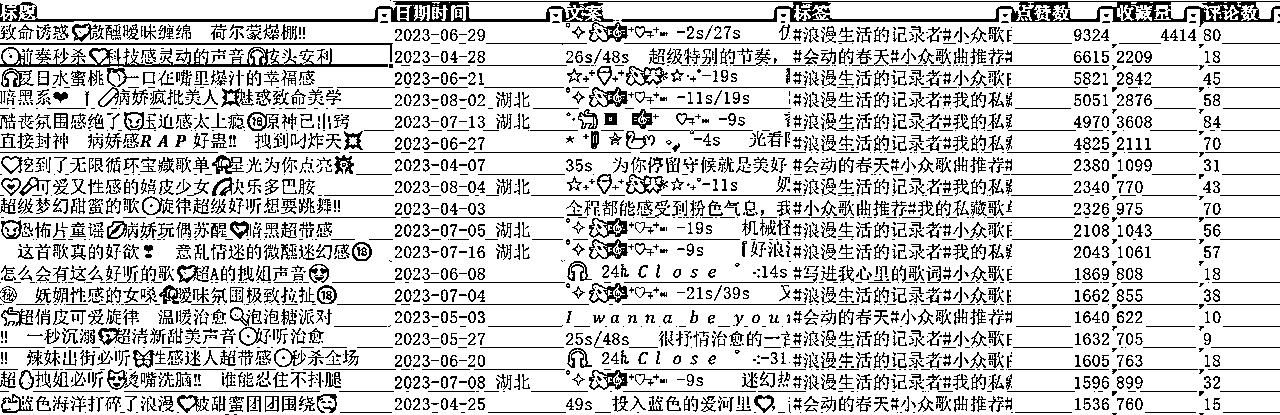 标题 日期时间 文案 标签 点赞数 收藏量 评论数
致命诱惑 微醺暧昧缠绵 荷尔蒙爆棚!! 2023-06-29 -2s/27s #浪漫生活的记录者#小众歌 9324 4414 80
前奏秒杀 科技感灵动的声音 按头安利 2023-04-28 26s/48s 超级特别的节奏, #会动的春天#小众歌曲推荐# 6615 2209 18
夏日水蜜桃 一口在嘴里爆汁的幸福感 2023-06-21 -19s #浪漫生活的记录者#小众歌 5821 2842 45
暗黑系❤ 病娇疯批美人 魅惑致命美学 2023-08-02 湖北 -11s/19s #浪漫生活的记录者#我的私 5051 2876 58
酷丧氛围感绝了 压迫感太上瘾🔞原神已出窍 2023-07-13 湖北 -9s #浪漫生活的记录者#我的私 4970 3608 84
直接封神 病娇感RAP好蛊!! 拽到叼炸天 2023-06-27 -4s 光看 #浪漫生活的记录者#我的私 4825 2111 70
挖到了无限循环宝藏歌单 星光为你点亮 2023-04-07 35s 为你停留守候就是美好 #会动的春天#小众歌曲推荐# 2380 1099 31
可爱又性感的嬉皮少女 快乐多巴胺 2023-08-04 湖北 -11s #浪漫生活的记录者#我的私 2340 770 43
超级梦幻甜蜜的歌 旋律超级好听想要跳舞!! 2023-04-03 全程都能感受到粉色气息, #小众歌曲推荐#我的私藏歌 2326 975 70
恐怖片童谣 病娇玩偶苏醒 暗黑超带感 2023-07-05 -19s 机械 #浪漫生活的记录者#小众歌 2108 1043 56
这首歌真的好欲❣ 意乱情迷的微醺迷幻感🔞 2023-07-16 湖北 -9s 「好浪 #浪漫生活的记录者#小众歌 2043 1061 57
怎么会有这么好听的歌 超A的拽姐声音 2023-06-08 24h Close -14s #写进我心里的歌词#小众歌 1869 808 18
妩媚性感的女嗓 暧昧氛围极致拉扯🔞 2023-07-04 -21s/39s #浪漫生活的记录者#小众歌 1662 855 38
超俏皮可爱旋律 温暖治愈 泡泡糖派对 2023-05-03 I wanna be you #会动的春天#小众歌曲推荐# 1640 622 10
!! 一秒沉溺 超清新甜美声音 好听治愈 2023-05-27 25s/48s 很抒情治愈的一 #浪漫生活的记录者#小众歌 1632 705 9
!! 辣妹出街必听 性感迷人超带感 秒杀全场 2023-06-20 24h Close -31 #浪漫生活的记录者#小众歌 1605 763 18
超 拽姐必听 烫嘴洗脑!! 谁能忍住不抖腿 2023-07-08 湖北 -9s 迷幻 #浪漫生活的记录者#我的私 1596 899 32
蓝色海洋打碎了浪漫 被甜蜜团团围绕 2023-04-25 49s 投入蓝色的爱河里 #会动的春天#小众歌曲推荐# 1536 760 15